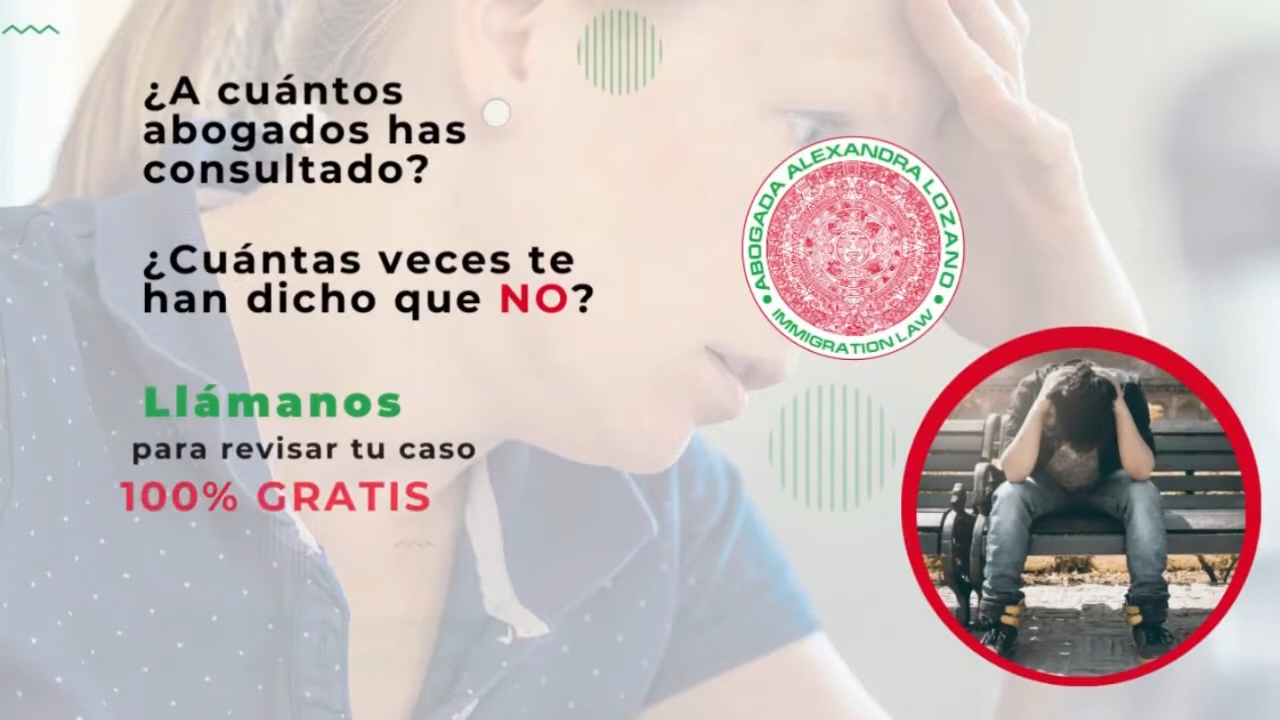 ¿A cuántos
abogados has
consultado?
¿Cuántas veces te
han dicho que NO?
Llámanos
para revisar tu caso
100% GRATIS
ABOGADA ALEXANDRA LOZANO
• IMMIGRATION LAW •